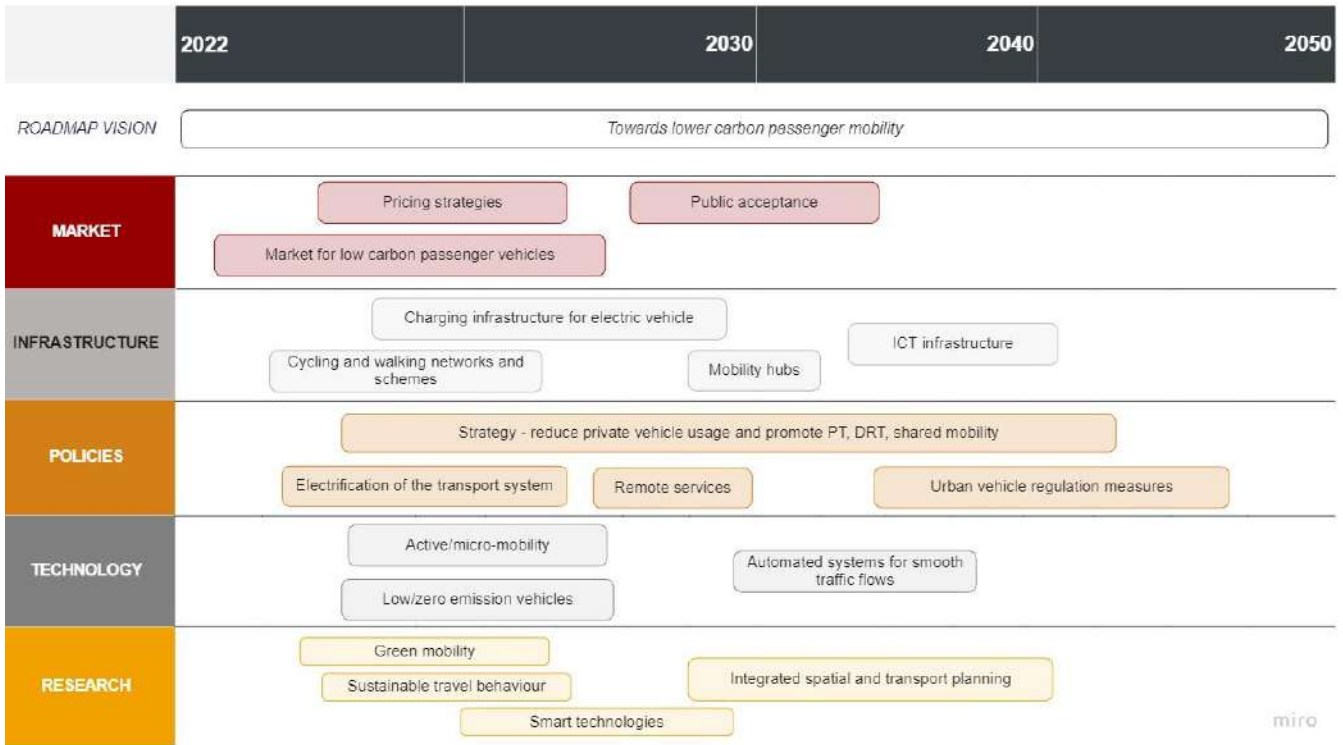 2022
2030
2040
2050
ROADMAP VISION
Towards lower carbon passenger mobility
MARKET
Pricing strategies
Public acceptance
Market for low carbon passenger vehicles
INFRASTRUCTURE
Charging infrastructure for electric vehicle
ICT infrastructure
Cycling and walking networks and
schemes
Mobility hubs
POLICIES
Strategy - reduce private vehicle usage and promote PT, DRT, shared mobility
Electrification of the transport system
Remote services
Urban vehicle regulation measures
TECHNOLOGY
Active/micro-mobility
Automated systems for smooth
traffic flows
Low/zero emission vehicles
RESEARCH
Green mobility
Sustainable travel behaviour
Integrated spatial and transport planning
Smart technologies
miro